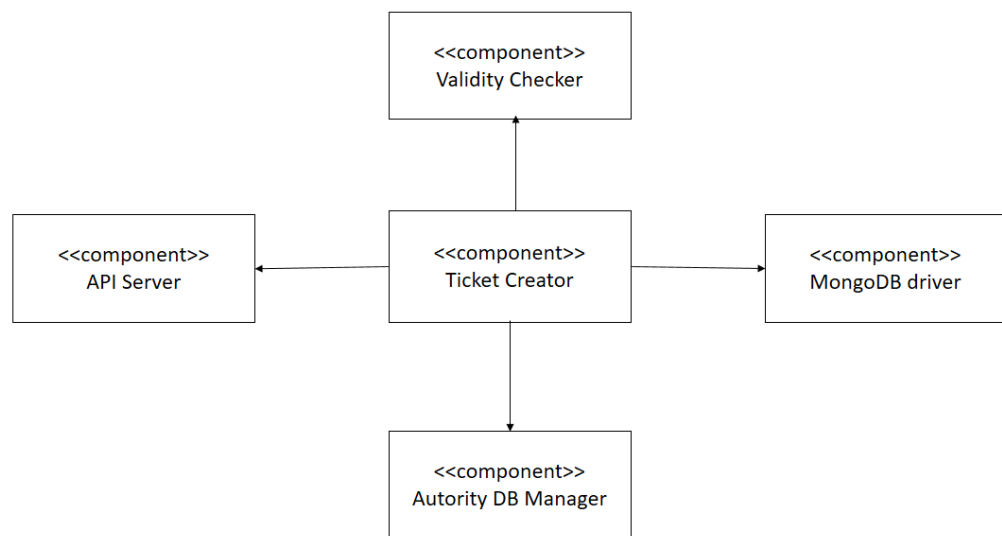 <<component>>
Validity Checker
<<component>>
API Server
<<component>>
Ticket Creator
<<component>>
MongoDB driver
<<component>>
Autority DB Manager